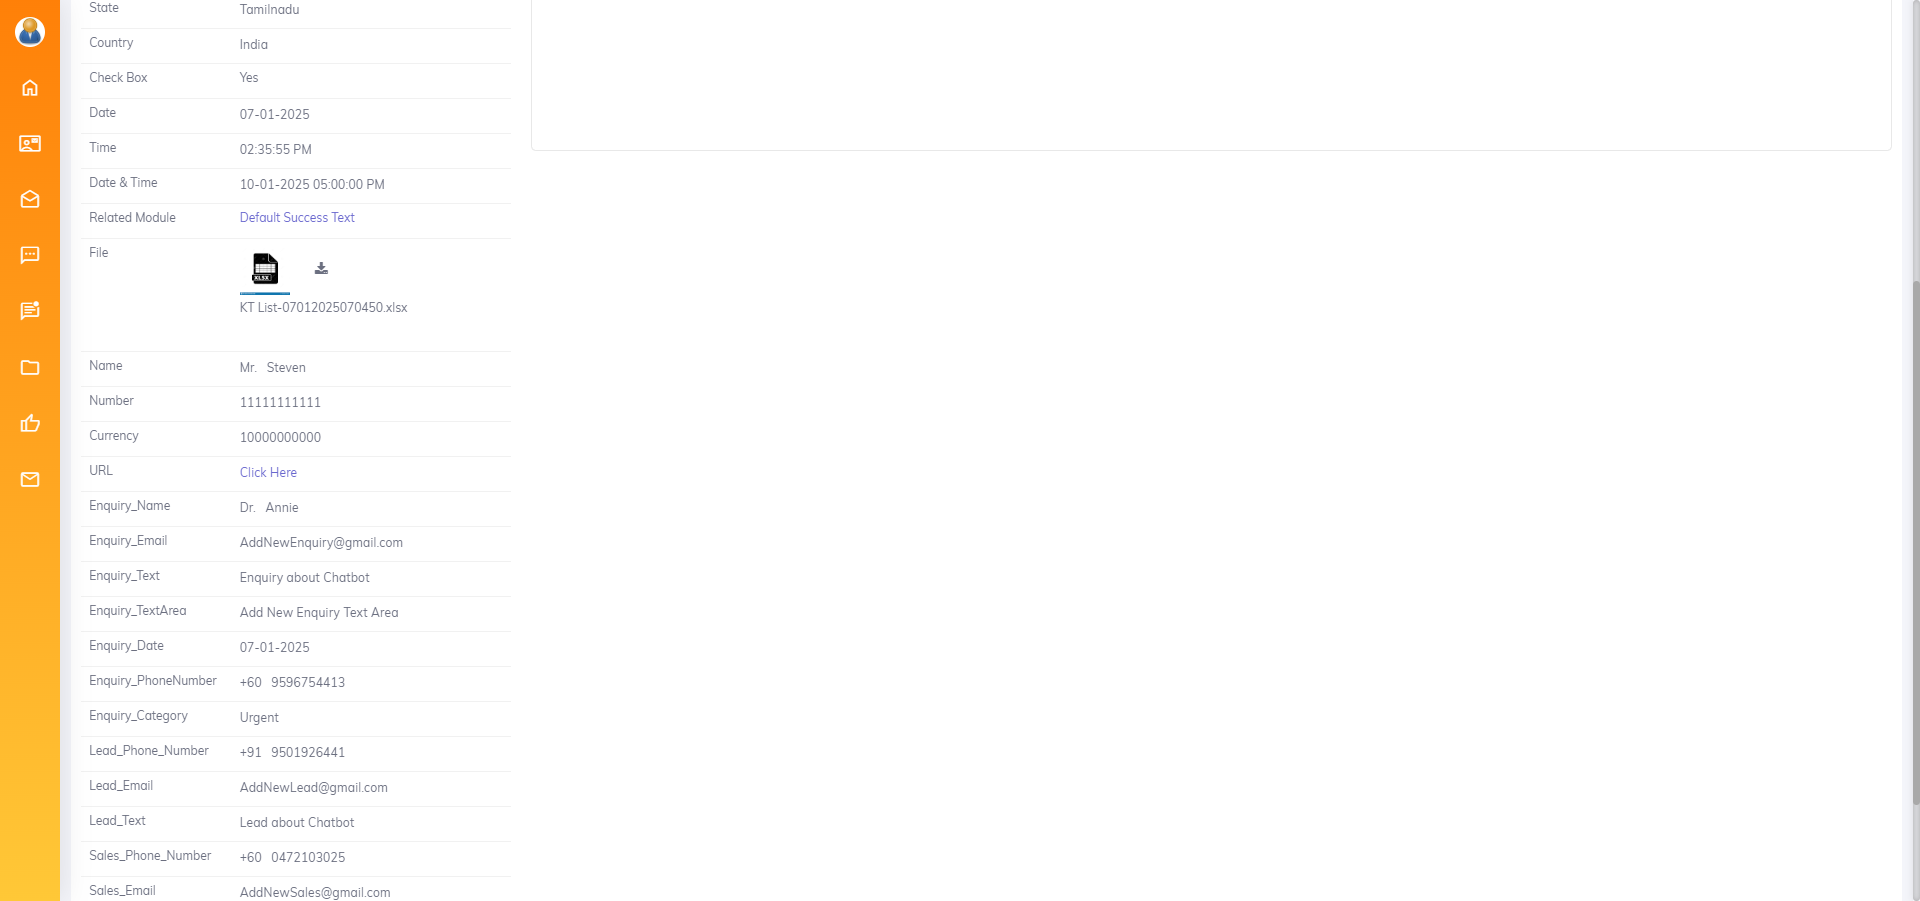 State Tamilnadu
Country India
Check Box Yes
Date 07-01-2025
Time 02:35:55 PM
Date & Time 10-01-2025 05:00:00 PM
Related Module Default Success Text
File
XLSX
KT List-07012025070450.xlsx
Name Mr. Steven
Number 11111111111
Currency 10000000000
URL Click Here
Enquiry_Name Dr. Annie
Enquiry_Email AddNewEnquiry@gmail.com
Enquiry_Text Enquiry about Chatbot
Enquiry_TextArea Add New Enquiry Text Area
Enquiry_Date 07-01-2025
Enquiry_PhoneNumber +60 9596754413
Enquiry_Category Urgent
Lead_Phone_Number +91 9501926441
Lead_Email AddNewLead@gmail.com
Lead_Text Lead about Chatbot
Sales_Phone_Number +60 0472103025
Sales_Email AddNewSales@gmail.com